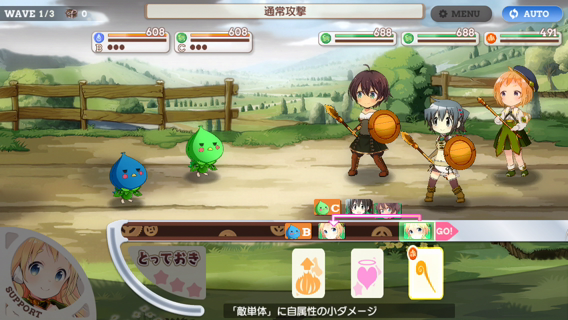 WAVE 1/3
0
通常攻撃
MENU
AUTO
608
B
608
C
688
688
491
C
B
GO!
とっておき
SUPPORT
「敵単体」に自属性の小ダメージ